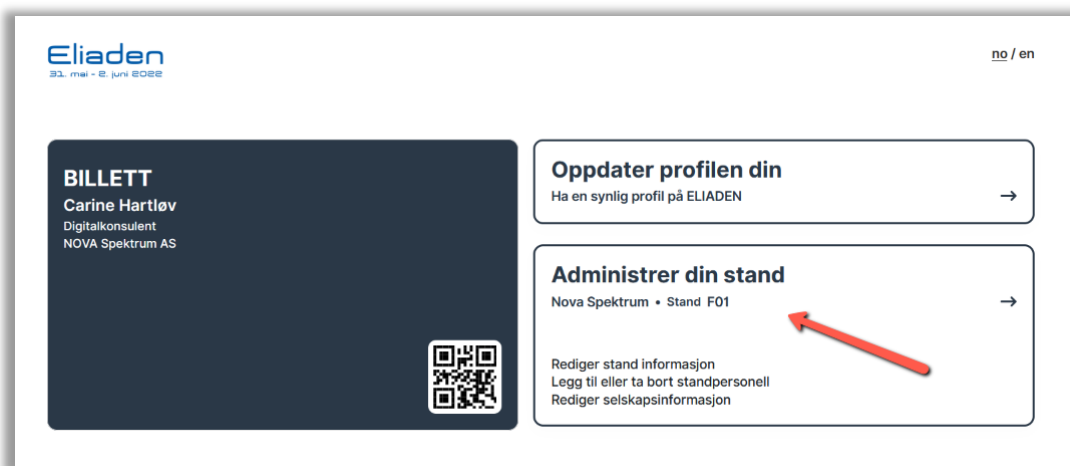 Eliaden
31. mai - 2. juni 2022
no / en
BILLETT
Carine Hartløv
Digitalkonsulent
NOVA Spektrum AS
Oppdater profilen din
Ha en synlig profil på ELIADEN
Administrer din stand
Nova Spektrum • Stand F01
Rediger stand informasjon
Legg til eller ta bort standpersonell
Rediger selskapsinformasjon